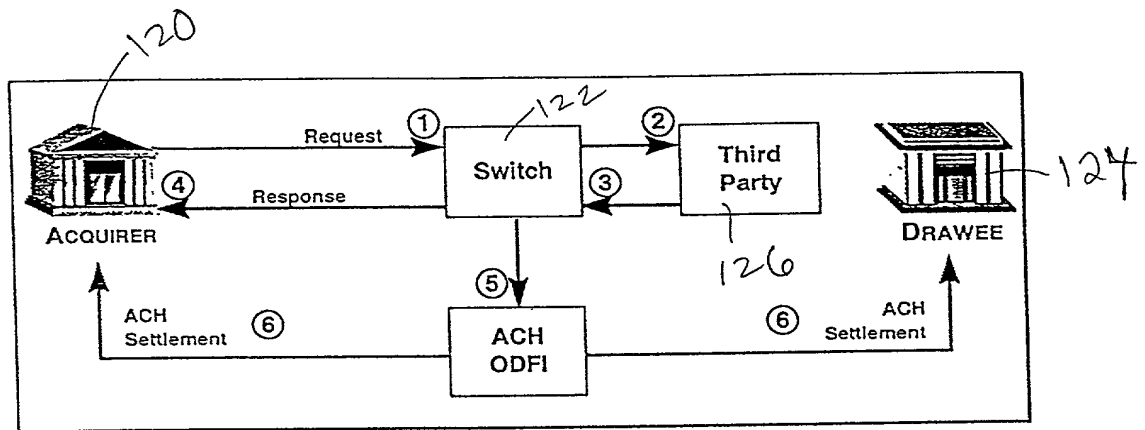 120
Request
①
122
②
Switch
Third
Party
④
Response
③
124
ACQUIRER
DRAWEE
126
⑤
ACH
Settlement
⑥
ACH
ODFI
⑥
ACH
Settlement